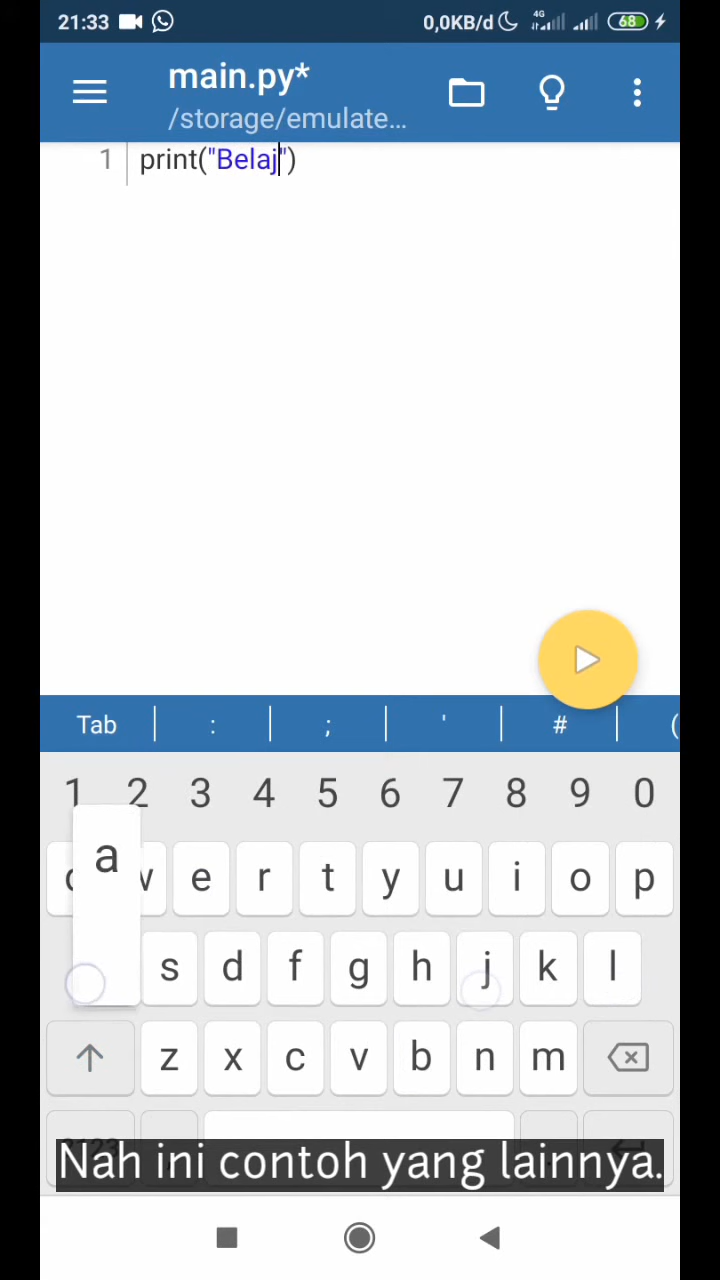 21:33 0,0KB/d 4G 68
main.py*
/storage/emulate...
1 print("Belaj")
Tab : ; ' # (
1 2 3 4 5 6 7 8 9 0
a
w e r t y u i o p
s d f g h j k l
z x c v b n m
Nah ini contoh yang lainnya.